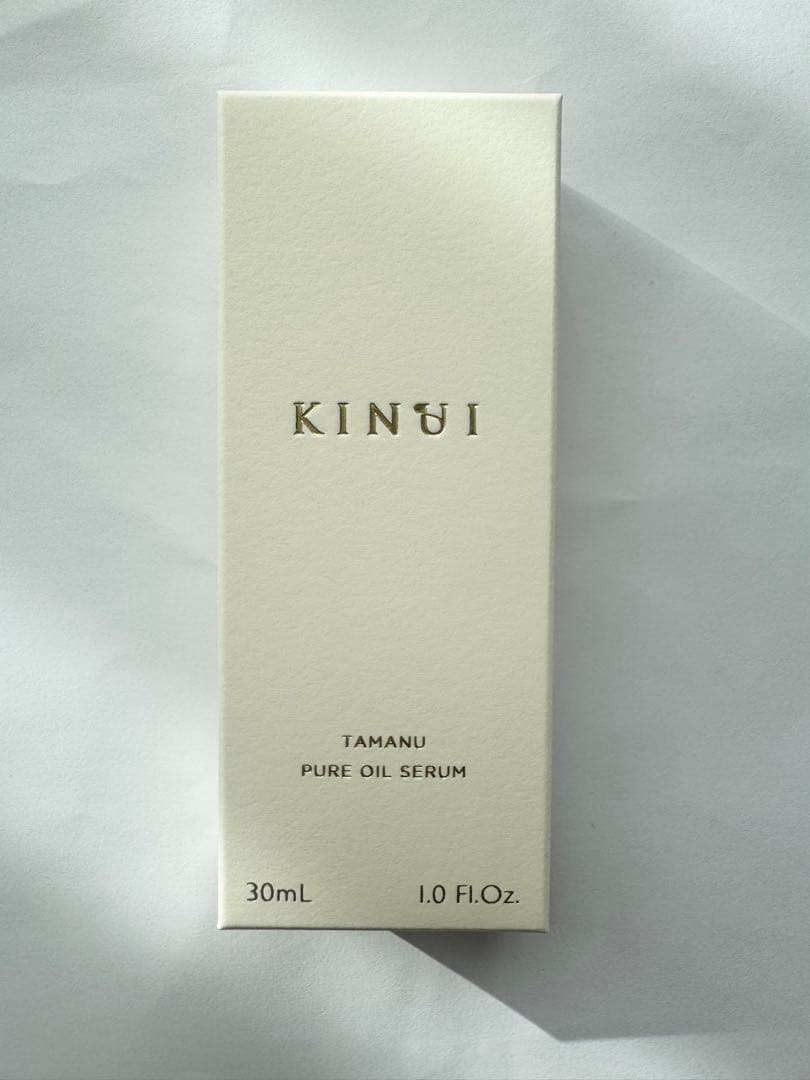 KINUI
TAMANU
PURE OIL SERUM
30mL 1.0 Fl.Oz.